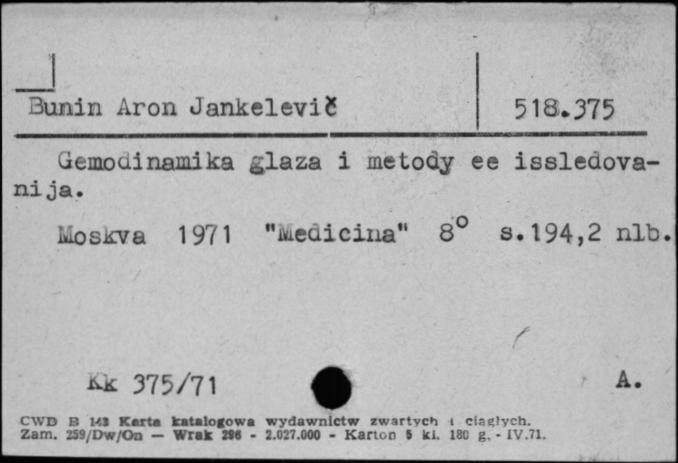 Bunin Aron Jankelevič 518.375
Gemodinamika glaza i metody ee issledova-
nija.
Moskva 1971 "Medicina" 8° s.194,2 nlb.
Kk 375/71 A.
CWD B 143 Karta katalogowa wydawnictw zwartych i ciągłych.
Zam. 259/Dw/On — Wrak 296 - 2.027.000 - Karton 5 kl. 180 g. - IV.71.